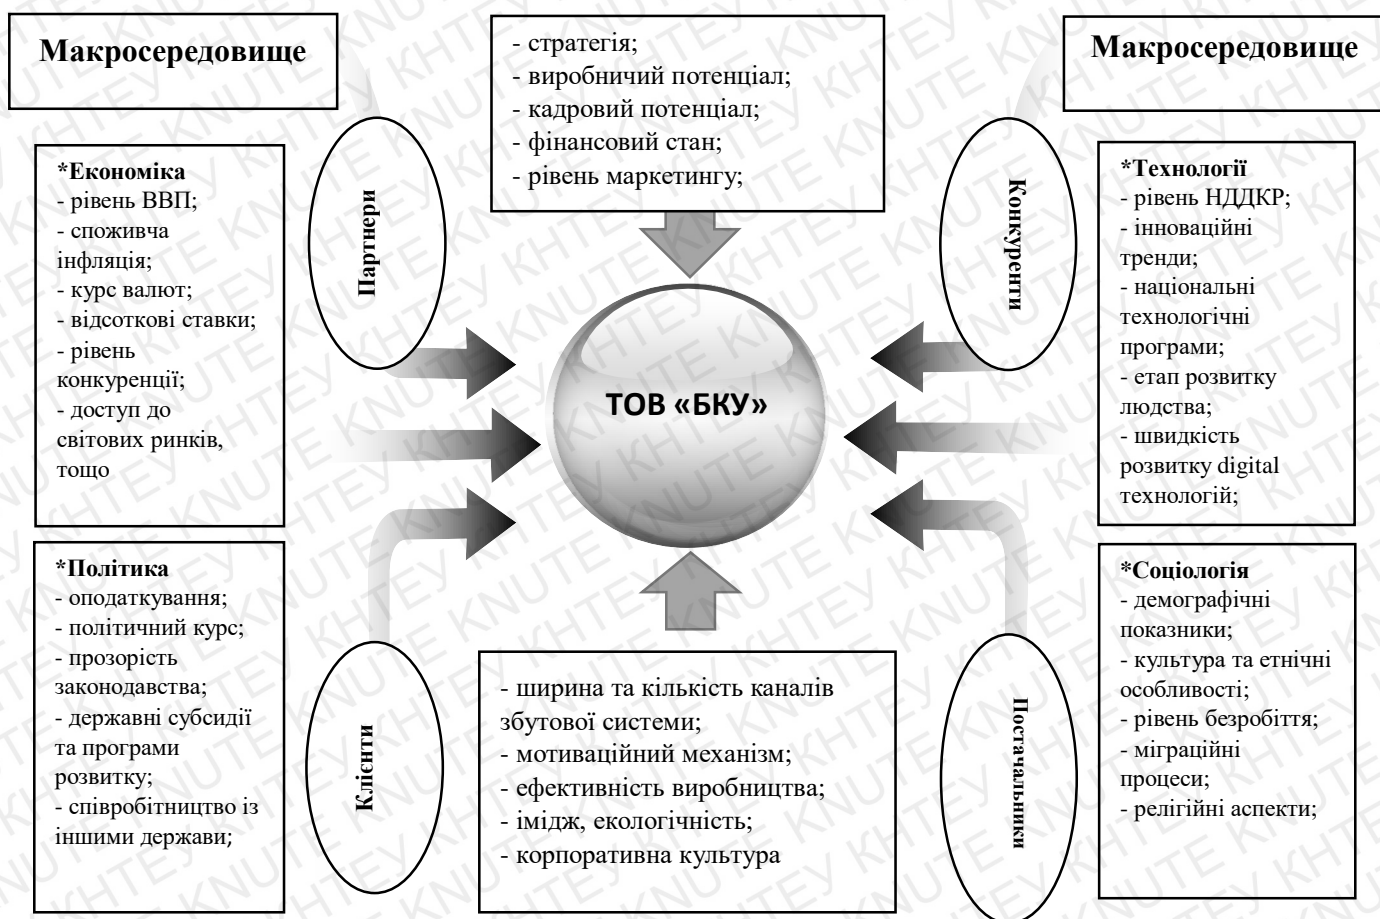 Макросередовище
- стратегія;
- виробничий потенціал;
- кадровий потенціал;
- фінансовий стан;
- рівень маркетингу;
Макросередовище
*Економіка
- рівень ВВП;
- споживча
інфляція;
- курс валют;
- відсоткові ставки;
- рівень
конкуренції;
- доступ до
світових ринків,
тощо
Партнери
Конкуренти
*Технології
- рівень НДДКР;
- інноваційні
тренди;
- національні
технологічні
програми;
- етап розвитку
людства;
- швидкість
розвитку digital
технологій;
ТОВ «БКУ»
*Політика
- оподаткування;
- політичний курс;
- прозорість
законодавства;
- державні субсидії
та програми
розвитку;
- співробітництво із
іншими держави;
Клієнти
- ширина та кількість каналів
збутової системи;
- мотиваційний механізм;
- ефективність виробництва;
- імідж, екологічність;
- корпоративна культура
Постачальники
*Соціологія
- демографічні
показники;
- культура та етнічні
особливості;
- рівень безробіття;
- міграційні
процеси;
- релігійні аспекти;